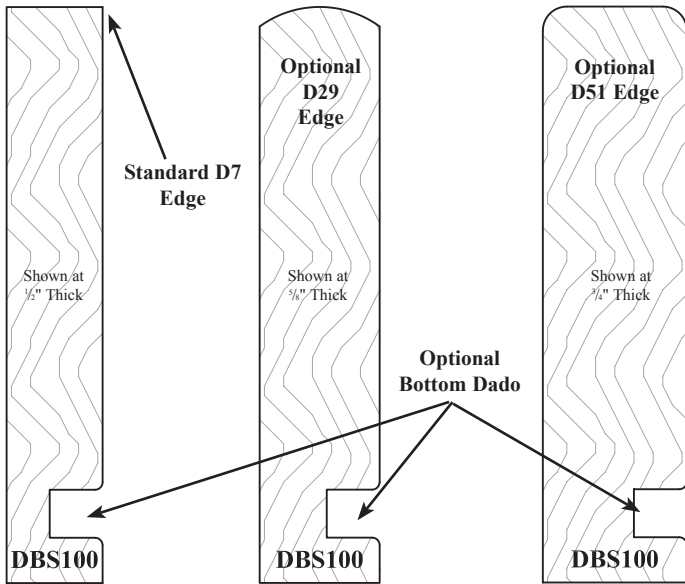 Optional
D29
Edge
Optional
D51 Edge
Standard D7
Edge
Shown at
½" Thick
Shown at
⅝" Thick
Shown at
¾" Thick
Optional
Bottom Dado
DBS100
DBS100
DBS100